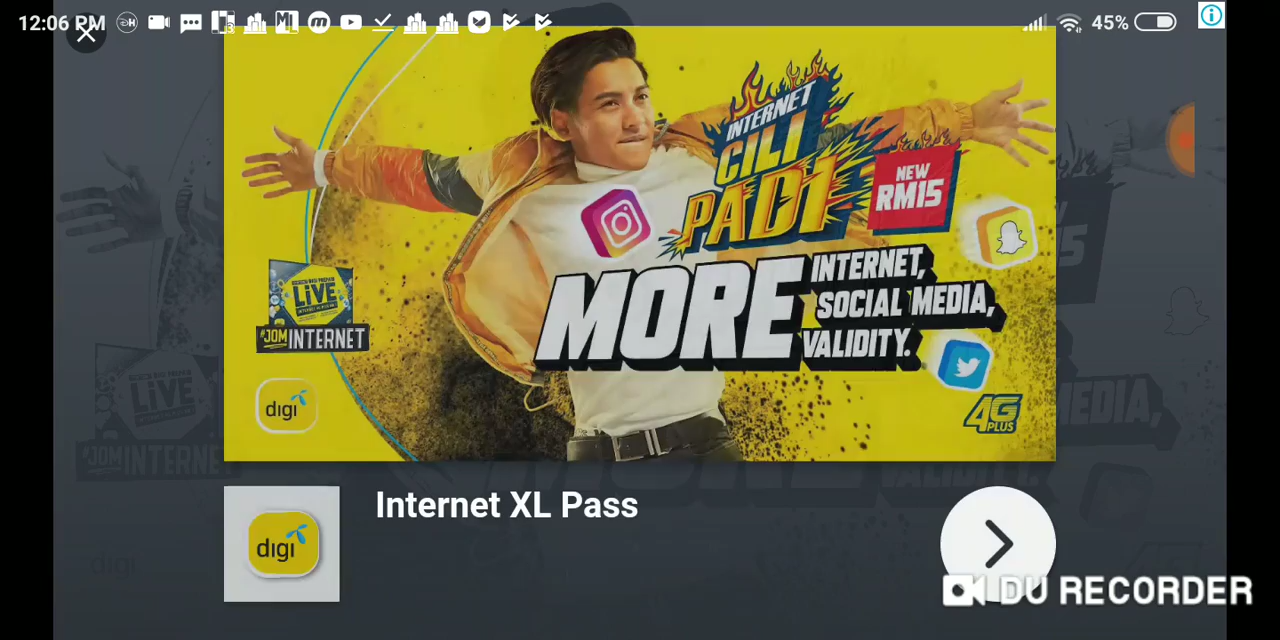 12:06 PM
45%
INTERNET
CILI
PADI
NEW
RM15
MORE
INTERNET,
SOCIAL MEDIA,
VALIDITY.
LiVE
#JOM INTERNET
digi
4G
PLUS
digi
Internet XL Pass
DU RECORDER